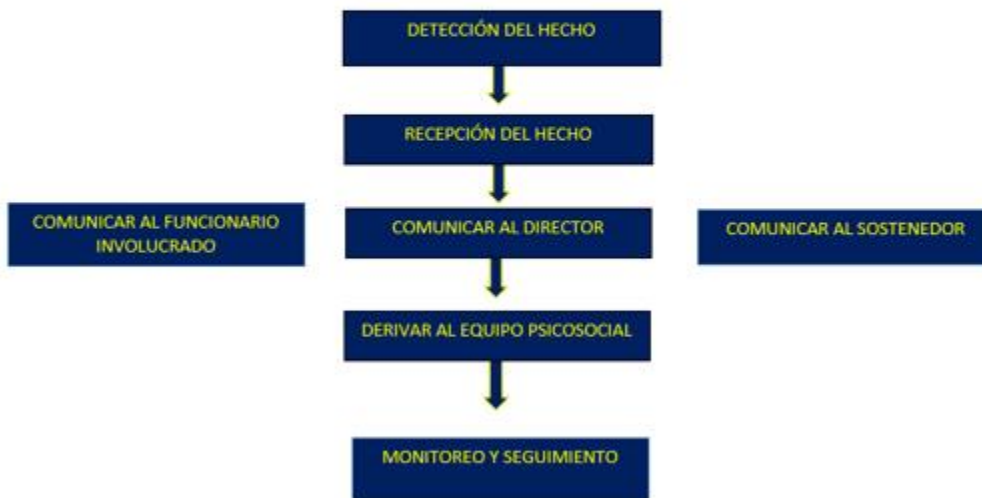 DETECCIÓN DEL HECHO
RECEPCIÓN DEL HECHO
COMUNICAR AL FUNCIONARIO
INVOLUCRADO
COMUNICAR AL DIRECTOR
COMUNICAR AL SOSTENEDOR
DERIVAR AL EQUIPO PSICOSOCIAL
MONITOREO Y SEGUIMIENTO